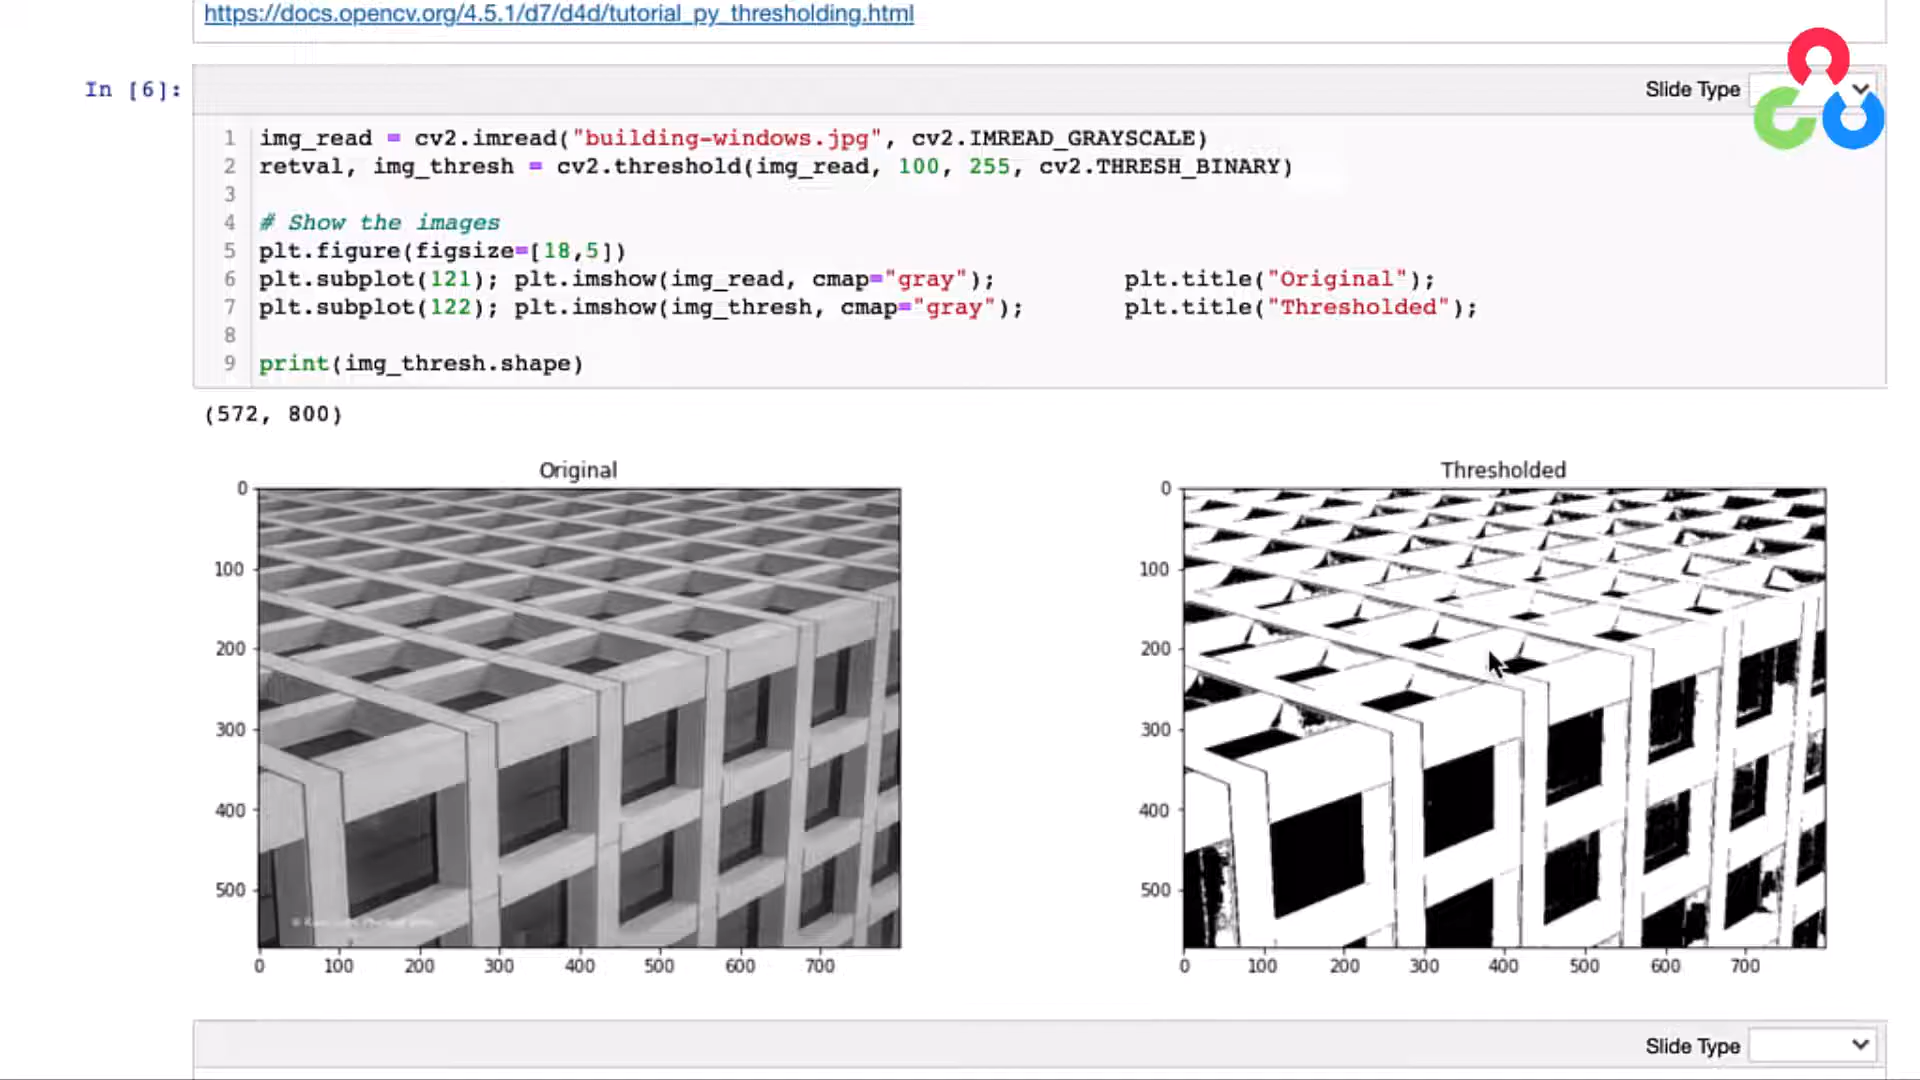 https://docs.opencv.org/4.5.1/d7/d4d/tutorial_py_thresholding.html
In [6]:
Slide Type
1 img_read = cv2.imread("building-windows.jpg", cv2.IMREAD_GRAYSCALE)
2 retval, img_thresh = cv2.threshold(img_read, 100, 255, cv2.THRESH_BINARY)
3
4 # Show the images
5 plt.figure(figsize=[18,5])
6 plt.subplot(121); plt.imshow(img_read, cmap="gray"); plt.title("Original");
7 plt.subplot(122); plt.imshow(img_thresh, cmap="gray"); plt.title("Thresholded");
8
9 print(img_thresh.shape)
(572, 800)
Original
0
100
200
300
400
500
0 100 200 300 400 500 600 700
Thresholded
0
100
200
300
400
500
0 100 200 300 400 500 600 700
Slide Type